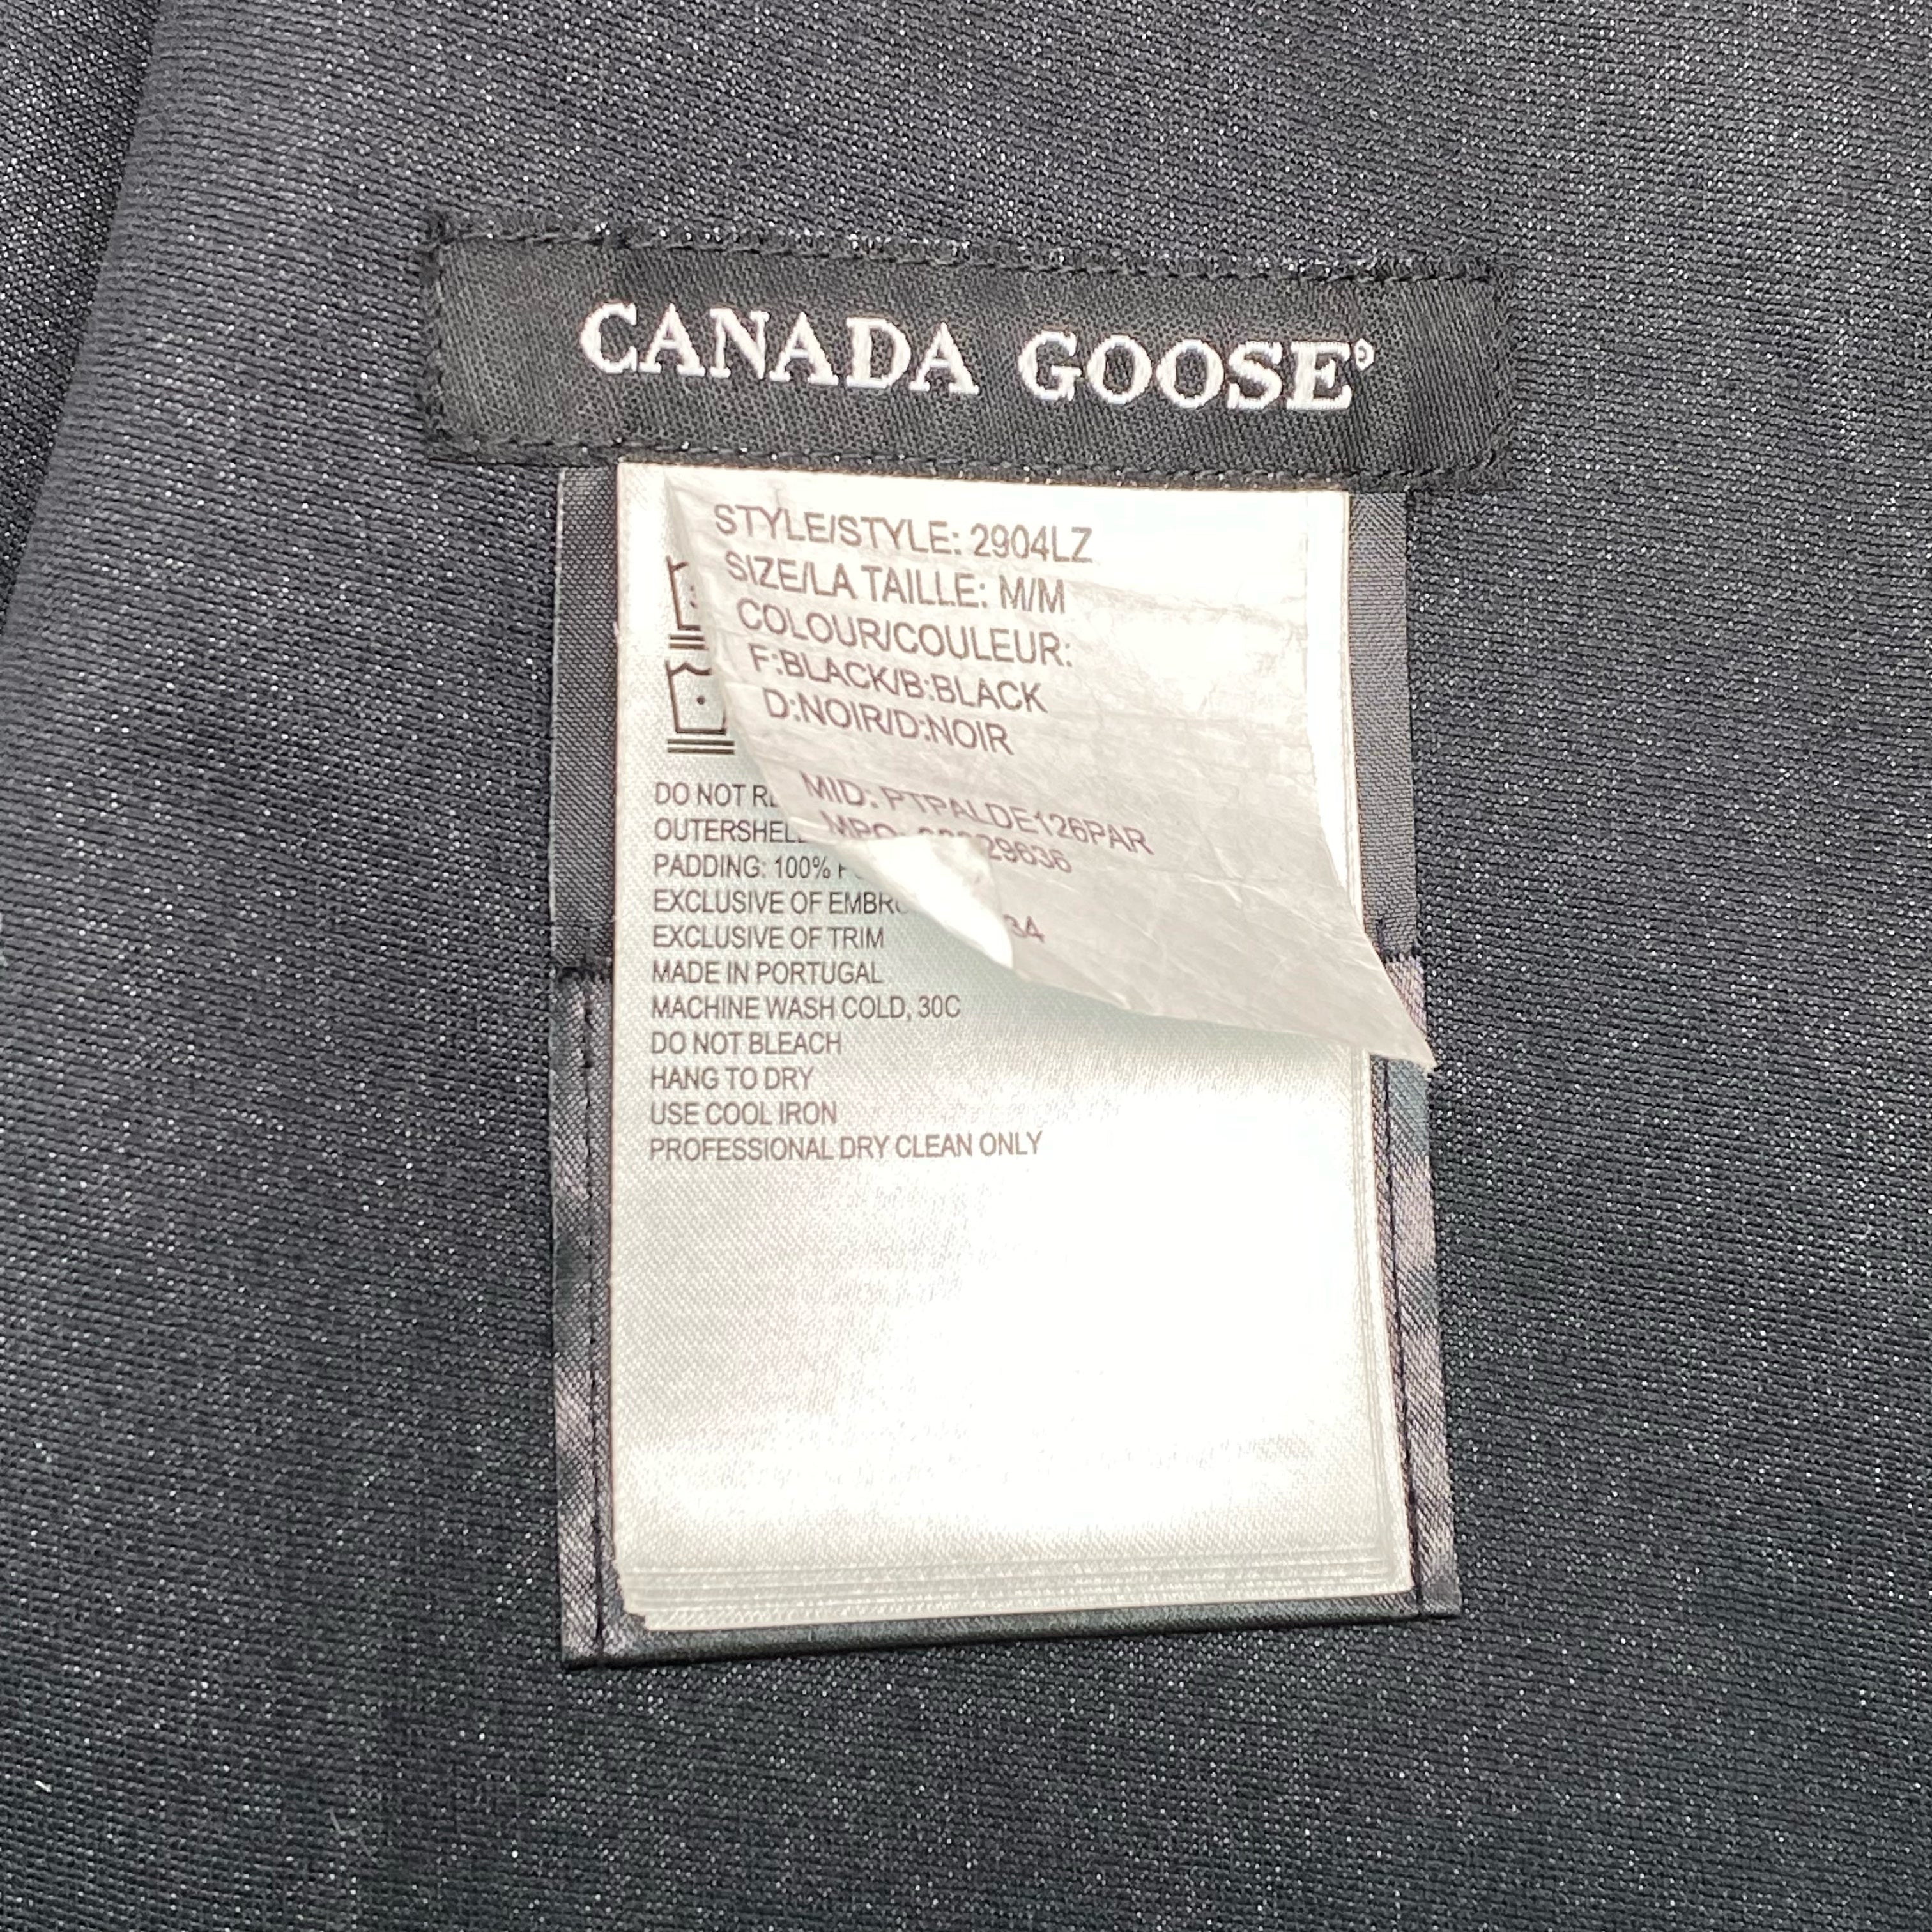 CANADA GOOSE®
STYLE/STYLE: 2904LZ
SIZE/LA TAILLE: M/M
COLOUR/COULEUR:
F:BLACK/B:BLACK
D:NOIR/D:NOIR
MID: PTPALDE126PAR
MPO:
DO NOT
PADDING: 100%
EXCLUSIVE OF
EXCLUSIVE OF TRIM
MADE IN PORTUGAL
MACHINE WASH COLD, 30C
DO NOT BLEACH
HANG TO DRY
USE COOL IRON
PROFESSIONAL DRY CLEAN ONLY